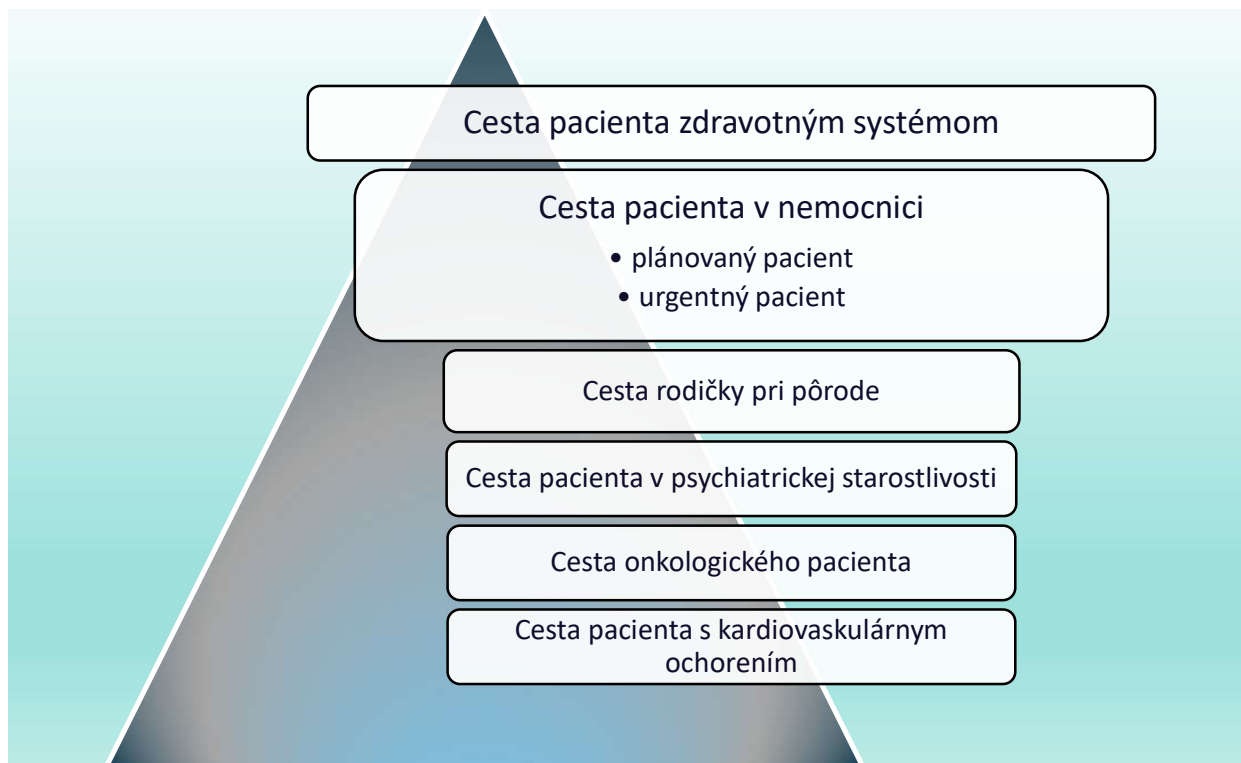 Cesta pacienta zdravotným systémom
Cesta pacienta v nemocnici
• plánovaný pacient
• urgentný pacient
Cesta rodičky pri pôrode
Cesta pacienta v psychiatrickej starostlivosti
Cesta onkologického pacienta
Cesta pacienta s kardiovaskulárnym
ochorením